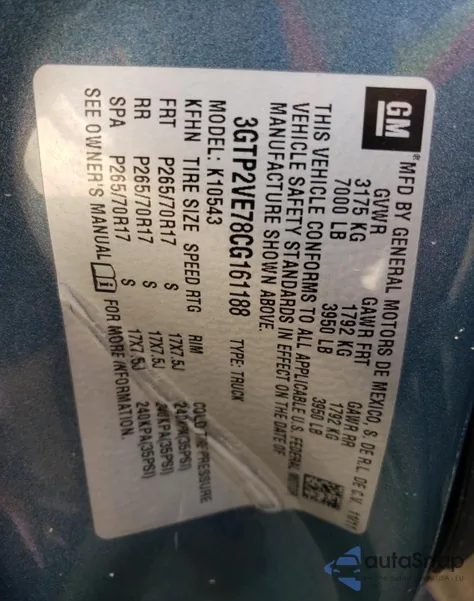 GM®
MFD BY GENERAL MOTORS DE MEXICO, S. DE R.L. DE C.V. 11/11
GVWR GAWR FRT GAWR RR
3175 KG 1792 KG 1792 KG
7000 LB 3950 LB 3950 LB
THIS VEHICLE CONFORMS TO ALL APPLICABLE U.S. FEDERAL MOTOR
VEHICLE SAFETY STANDARDS IN EFFECT ON THE DATE OF
MANUFACTURE SHOWN ABOVE.
3GTP2VE78CG161188 TYPE: TRUCK
MODEL: K10543
KFHN TIRE SIZE SPEED RTG RIM COLD TIRE PRESSURE
FRT P265/70R17 S 17X7.5J 240KPA(35PSI)
RR P265/70R17 S 17X7.5J 240KPA(35PSI)
SPA P265/70R17 S 17X7.5J 240KPA(35PSI)
SEE OWNER'S MANUAL i FOR MORE INFORMATION.
autaSnap